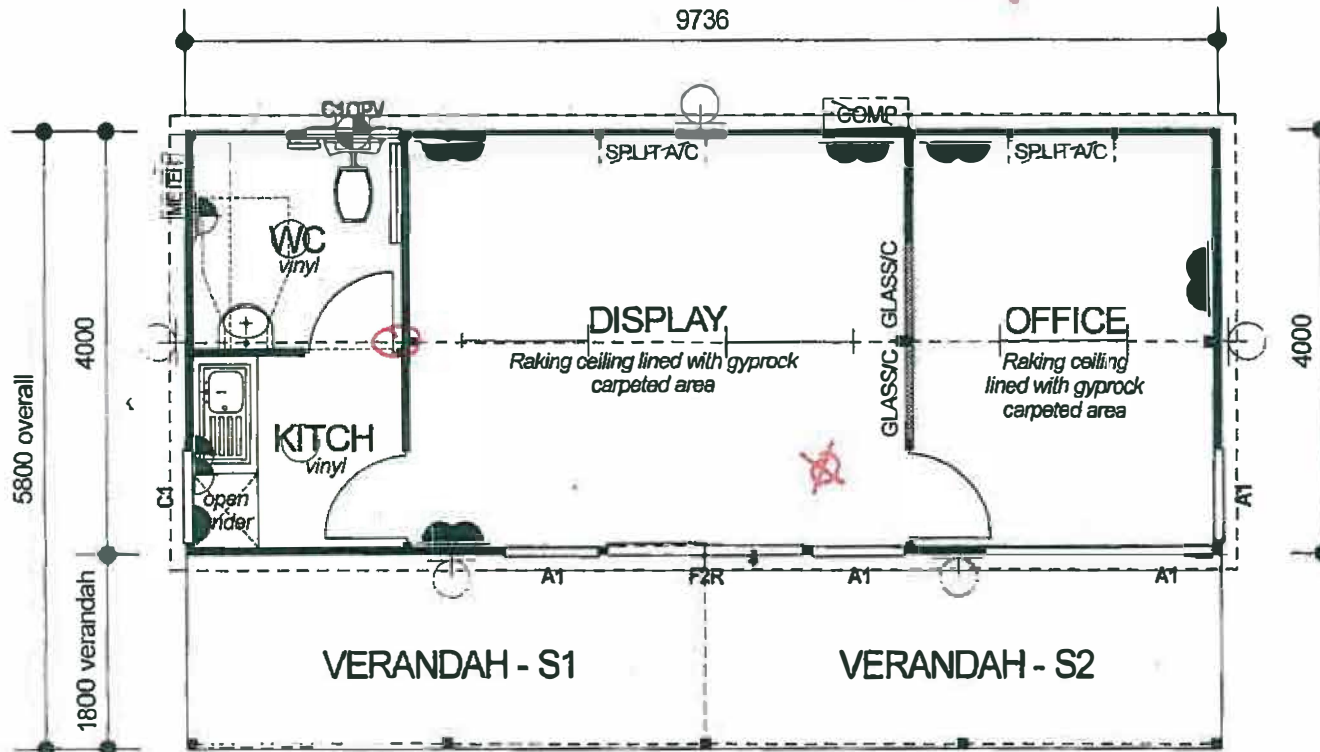 9736
COMP
SPLIT A/C
SPLIT A/C
METER
WC
vinyl
DISPLAY
Raking ceiling lined with gyprock
carpeted area
GLASS/C
GLASS/C
OFFICE
Raking ceiling
lined with gyprock
carpeted area
4000
4000
5800 overall
1800 verandah
KITCH
vinyl
C1
open
A1
A1
F2R
A1
A1
VERANDAH - S1
VERANDAH - S2